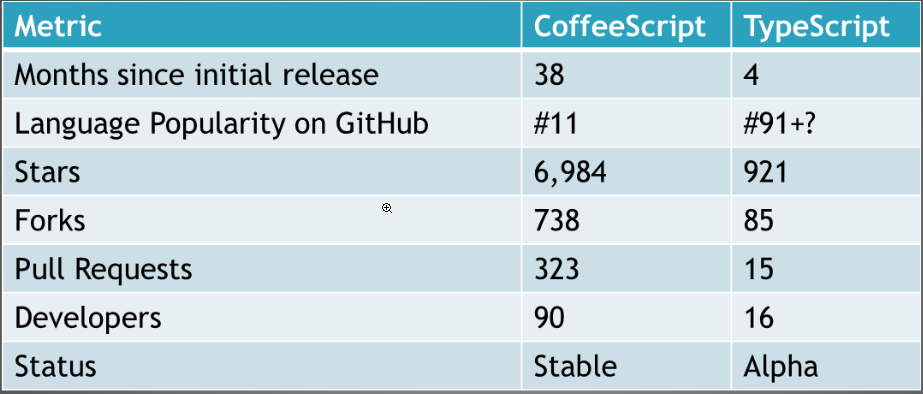 Metric CoffeeScript TypeScript
Months since initial release 38 4
Language Popularity on GitHub #11 #91+?
Stars 6,984 921
Forks 738 85
Pull Requests 323 15
Developers 90 16
Status Stable Alpha